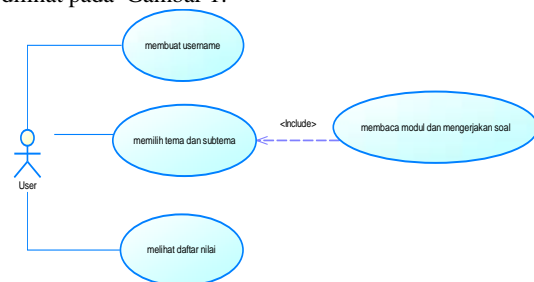 dilihat pada Gambar 1.
membuat username
<Include>
memilih tema dan subtema
membaca modul dan mengerjakan soal
User
melihat daftar nilai